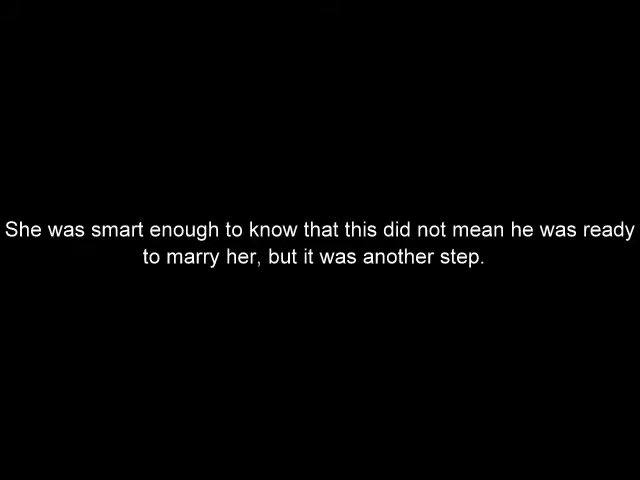 She was smart enough to know that this did not mean he was ready
to marry her, but it was another step.